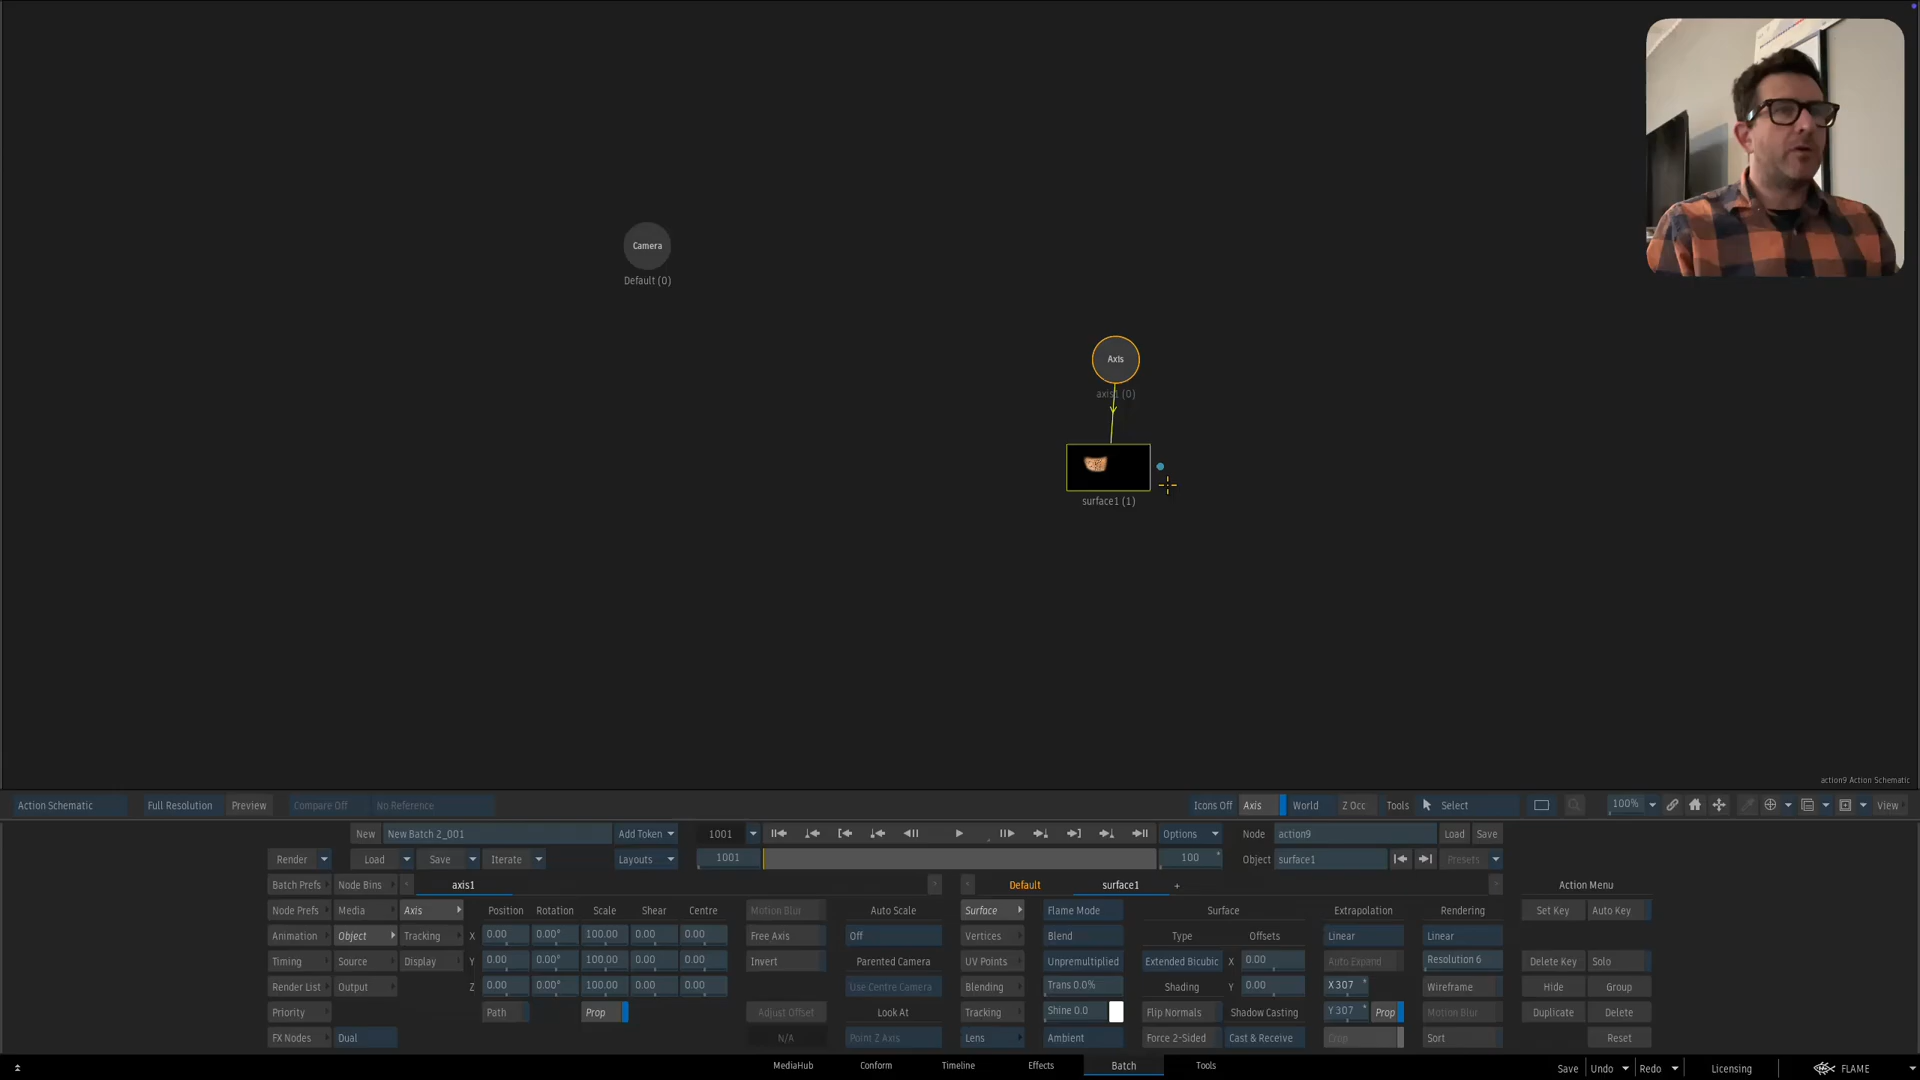 Camera
Default (0)
Axis
axis1 (0)
surface1 (1)
action9 Action Schematic
Action Schematic Full Resolution Preview Compare Off No Reference Icons Off Axis World Z Occ Tools Select 100% View
New New Batch 2_001 Add Token 1001 Options Node action9 Load Save
Render Load Save Iterate Layouts 1001 100 Object surface1 Presets
Batch Prefs Node Bins axis1 Default surface1 + Action Menu
Node Prefs Media Axis Position Rotation Scale Shear Centre Motion Blur Auto Scale Surface Flame Mode Surface Extrapolation Rendering Set Key Auto Key
Animation Object Tracking X 0.00 0.00° 100.00 0.00 0.00 Free Axis Off Vertices Blend Type Offsets Linear Linear
Timing Source Display Y 0.00 0.00° 100.00 0.00 0.00 Invert Parented Camera UV Points Unpremultiplied Extended Bicubic X 0.00 Auto Expand Resolution 6 Delete Key Solo
Render List Output Z 0.00 0.00° 100.00 0.00 0.00 Use Centre Camera Blending Trans 0.0% Shading Y 0.00 X 307 Wireframe Hide Group
Priority Path Prop Adjust Offset Look At Tracking Shine 0.0 Flip Normals Shadow Casting Y 307 Prop Motion Blur Duplicate Delete
FX Nodes Dual N/A Point Z Axis Lens Ambient Force 2-Sided Cast & Receive Crop Sort Reset
MediaHub Conform Timeline Effects Batch Tools Save Undo Redo Licensing FLAME